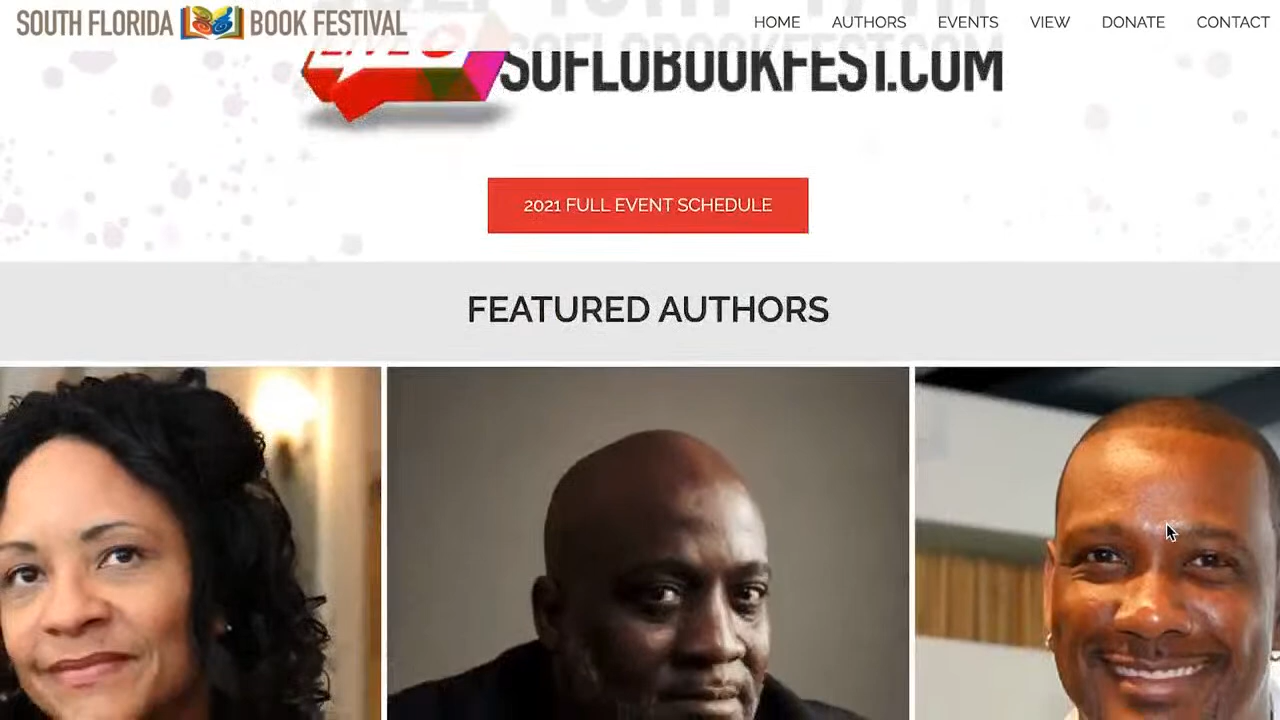 SOUTH FLORIDA BOOK FESTIVAL
HOME AUTHORS EVENTS VIEW DONATE CONTACT
SOFLOBOOKFEST.COM
2021 FULL EVENT SCHEDULE
FEATURED AUTHORS